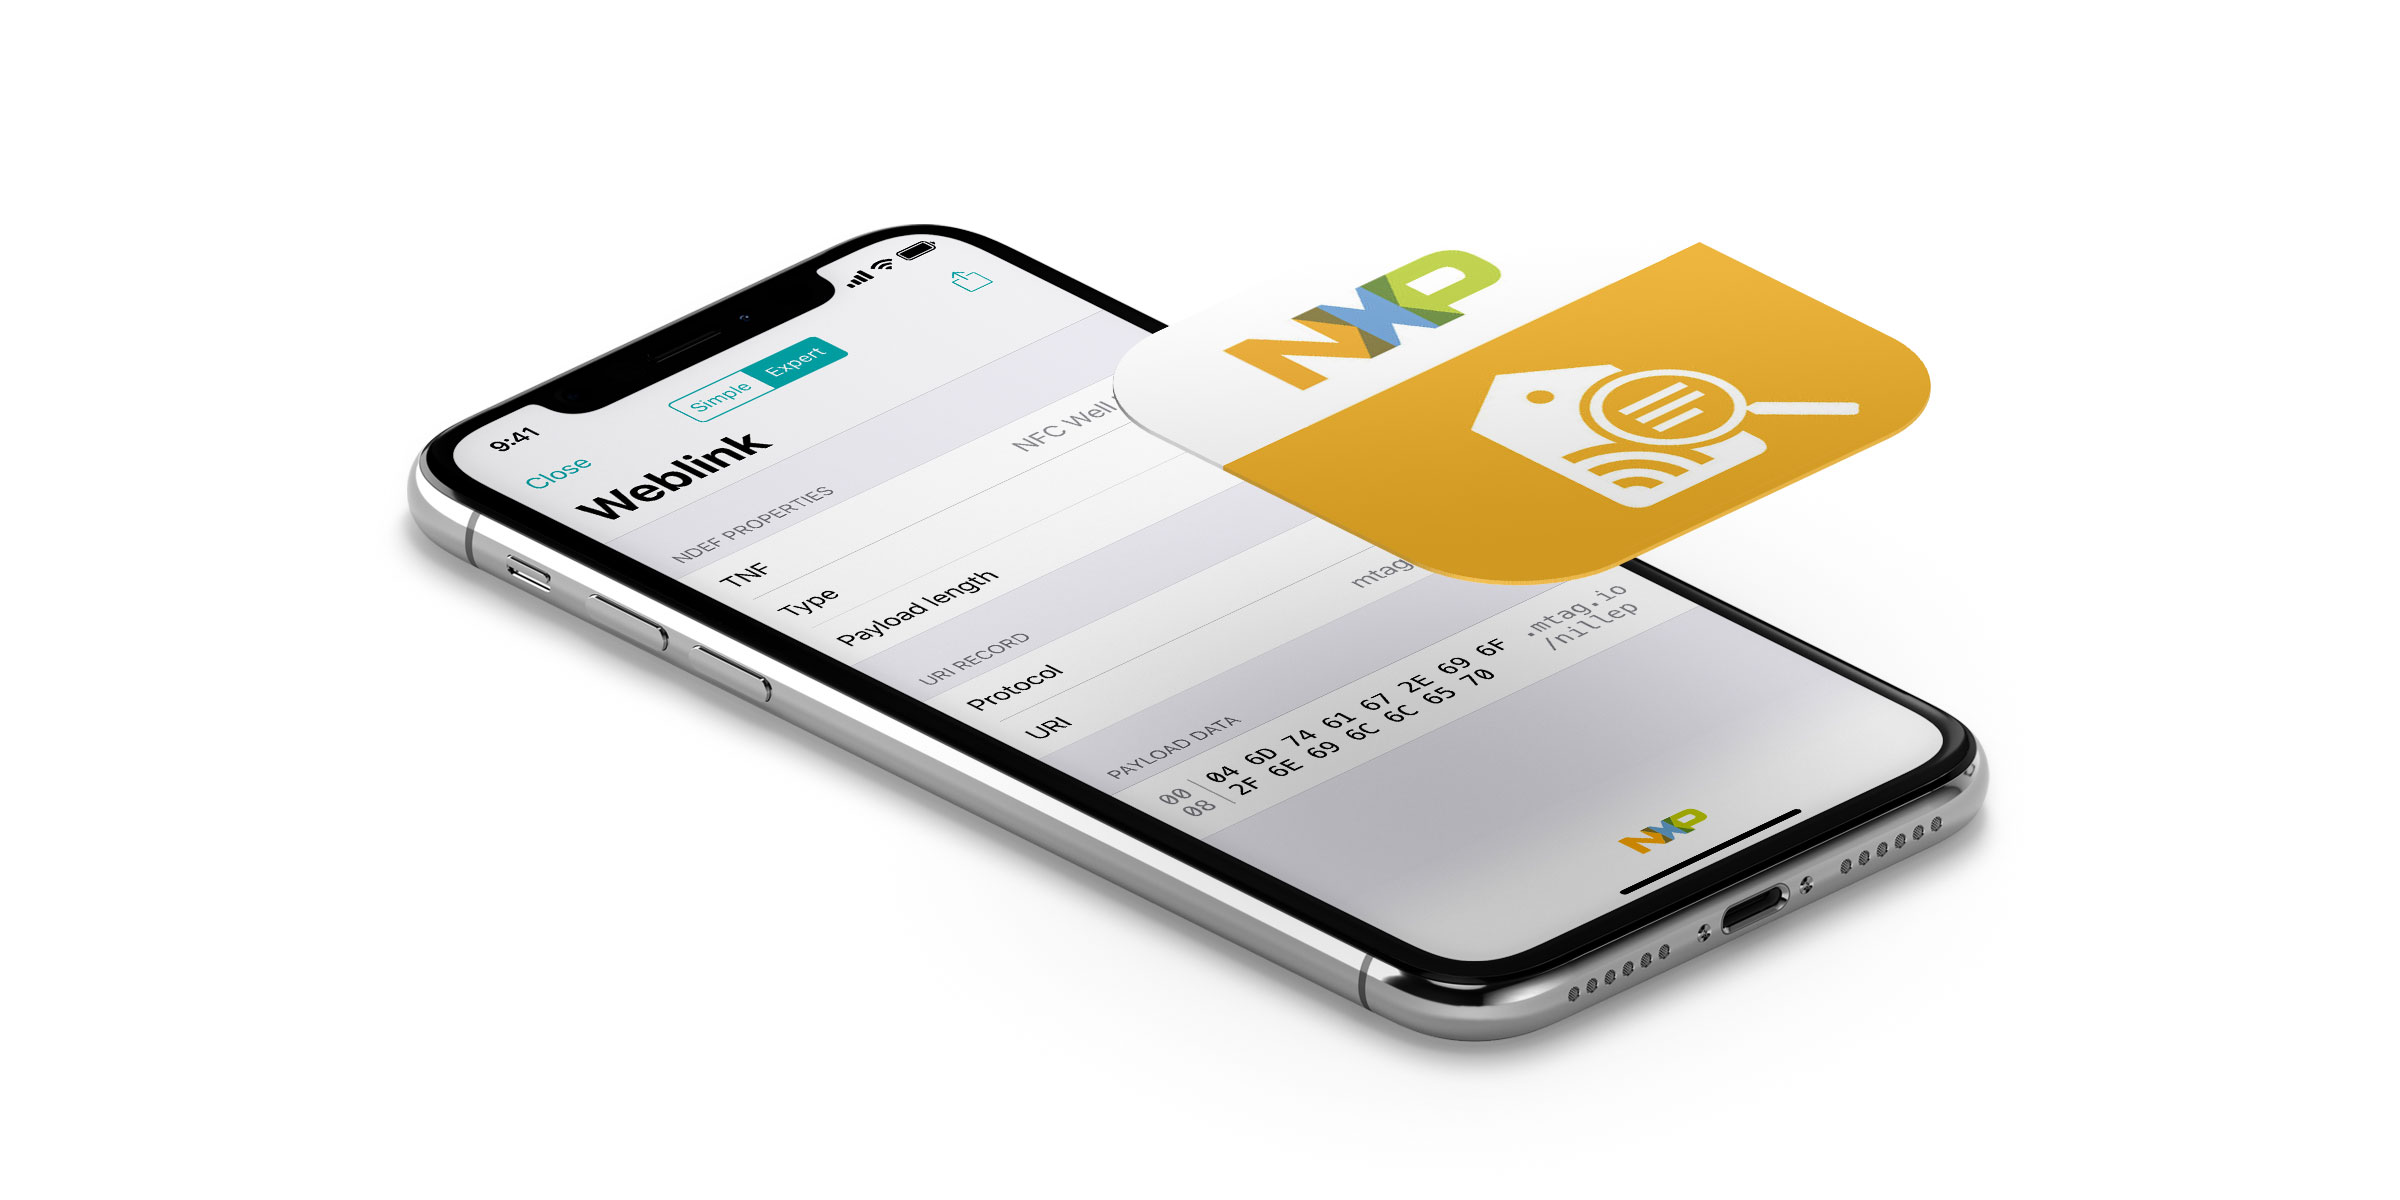 9:41
Close
Simple Expert
Weblink
NDEF PROPERTIES
TNF NFC Well
Type
Payload length
URI RECORD
Protocol
URI mtag
PAYLOAD DATA
00 04 6D 74 61 67 2E 69 6F .mtag.io
08 2F 6E 69 6C 6C 65 70 /nillep
NXP
NXP